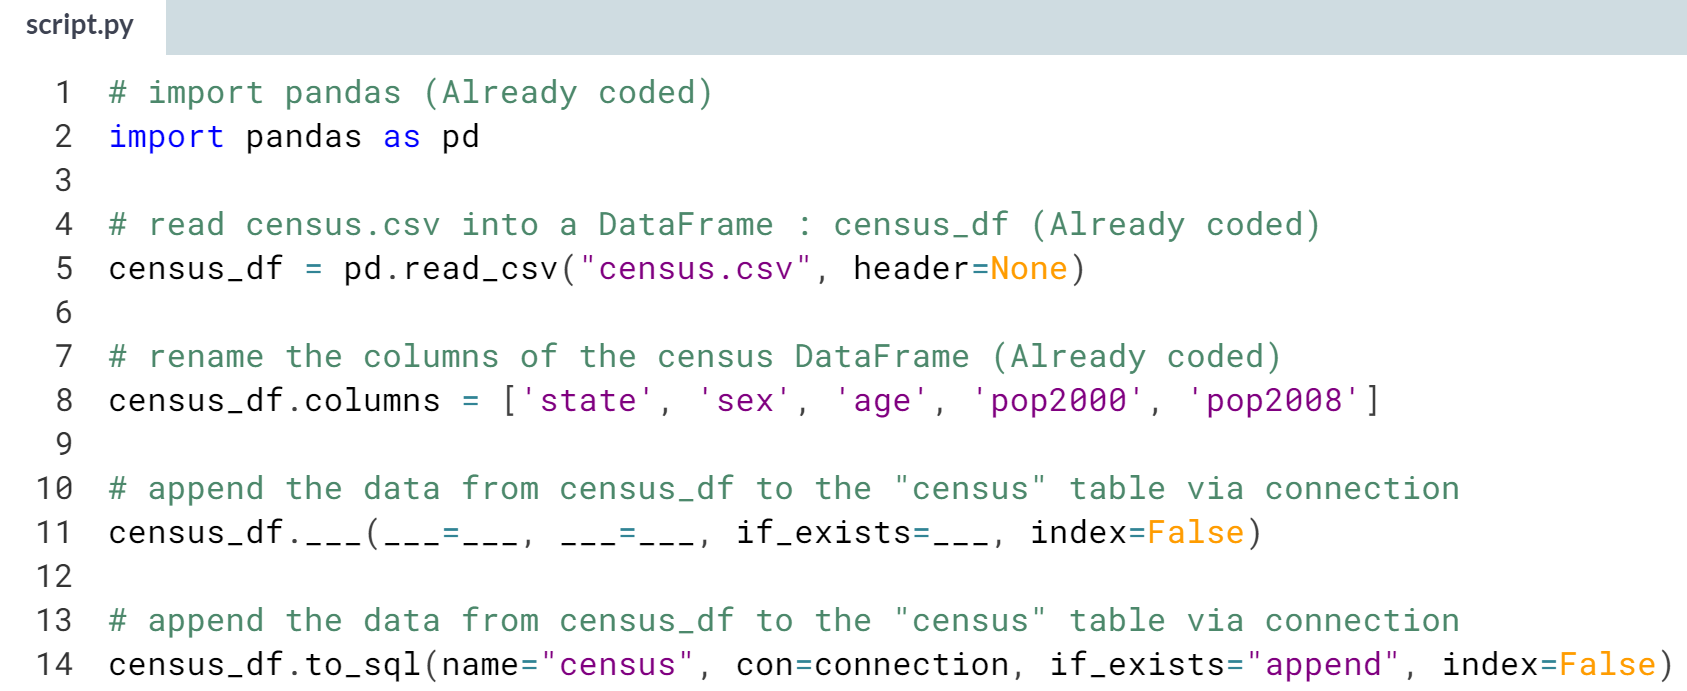 script.py
1 # import pandas (Already coded)
2 import pandas as pd
3
4 # read census.csv into a DataFrame : census_df (Already coded)
5 census_df = pd.read_csv("census.csv", header=None)
6
7 # rename the columns of the census DataFrame (Already coded)
8 census_df.columns = ['state', 'sex', 'age', 'pop2000', 'pop2008']
9
10 # append the data from census_df to the "census" table via connection
11 census_df.___(___=___, ___=___, if_exists=___, index=False)
12
13 # append the data from census_df to the "census" table via connection
14 census_df.to_sql(name="census", con=connection, if_exists="append", index=False)